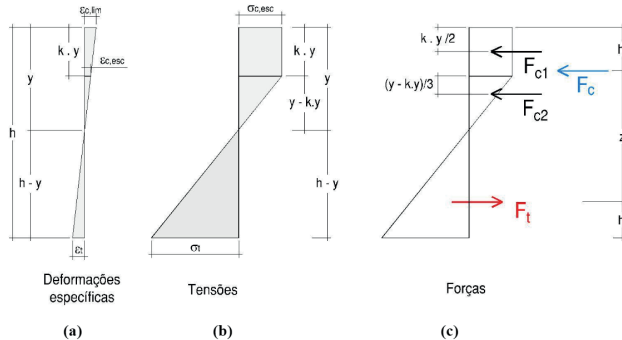 εc,lim
k . y
εc,esc
y
h
h - y
εt
Deformações
específicas
(a)
σc,esc
k . y
y
y - k.y
h - y
σt
Tensões
(b)
k . y/2
(y - k.y)/3
Fc1
Fc2
Fc
Ft
h
z
h
Forças
(c)